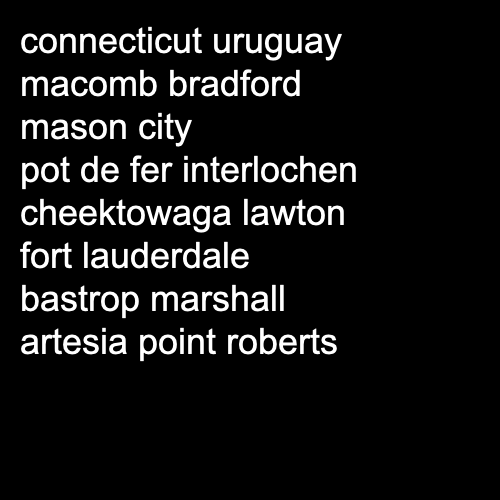 connecticut uruguay
macomb bradford
mason city
pot de fer interlochen
cheektowaga lawton
fort lauderdale
bastrop marshall
artesia point roberts